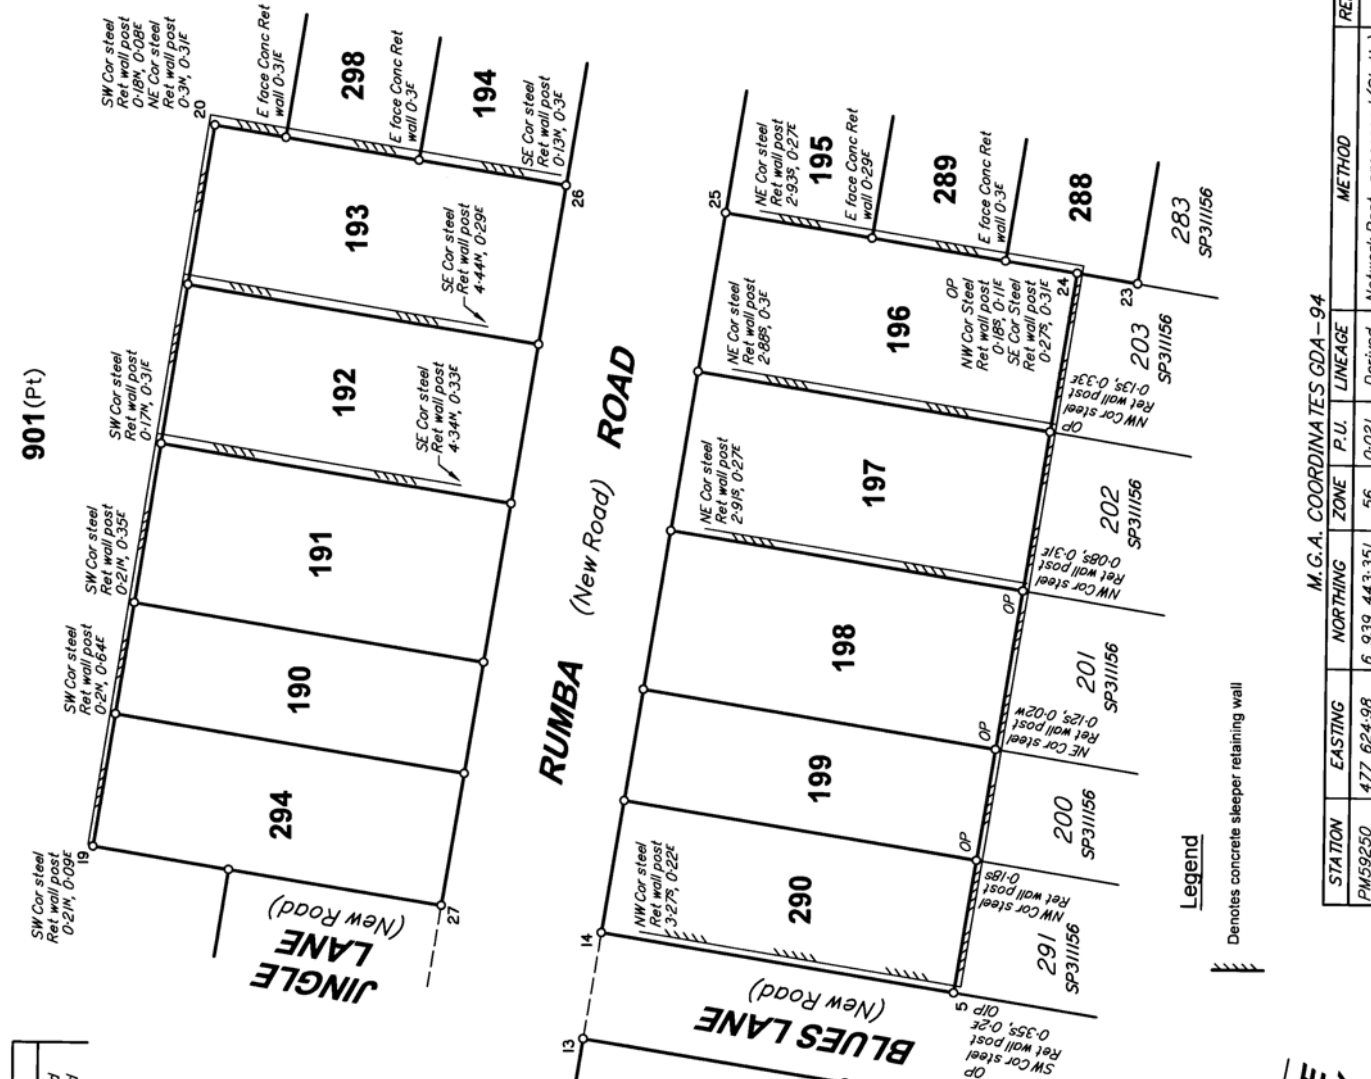 901 (Pt)
SW Cor steel
Ret wall post
0·18N, 0·08E
NE Cor steel
Ret wall post
0·3N, 0·31E
20
E face Conc Ret
wall 0·31E
298
E face Conc Ret
wall 0·3E
194
SE Cor steel
Ret wall post
0·13N, 0·3E
26
193
SE Cor steel
Ret wall post
4·44N, 0·29E
SW Cor steel
Ret wall post
0·17N, 0·31E
192
SE Cor steel
Ret wall post
4·34N, 0·33E
SW Cor steel
Ret wall post
0·21N, 0·35E
191
SW Cor steel
Ret wall post
0·2N, 0·64E
190
294
SW Cor steel
Ret wall post
0·21N, 0·09E
19
27
JINGLE
LANE
(New Road)
RUMBA (New Road) ROAD
25
NE Cor steel
Ret wall post
2·93S, 0·27E
195
E face Conc Ret
wall 0·29E
289
E face Conc Ret
wall 0·3E
288
283
SP311156
23
24
196
NE Cor steel
Ret wall post
2·88S, 0·3E
OP
NW Cor Steel
Ret wall post
0·18S, 0·11E
SE Cor Steel
Ret wall post
0·27S, 0·31E
203
SP311156
OP
NW Cor steel
Ret wall post
0·13S, 0·33E
197
NE Cor steel
Ret wall post
2·91S, 0·27E
202
SP311156
OP
NW Cor steel
Ret wall post
0·08S, 0·31E
198
201
SP311156
OP
NE Cor steel
Ret wall post
0·12S, 0·02W
199
200
SP311156
OP
NW Cor steel
Ret wall post
0·18S
290
NW Cor steel
Ret wall post
3·27S, 0·22E
14
291
SP311156
5
OIP
OP
SW Cor steel
Ret wall post
0·35S, 0·2E
BLUES LANE
(New Road)
13
Legend
Denotes concrete sleeper retaining wall
M.G.A. COORDINATES GDA-94
STATION EASTING NORTHING ZONE P.U. LINEAGE METHOD
PM59250 477 624·98 6 939 443·351 56 0·021 Derived